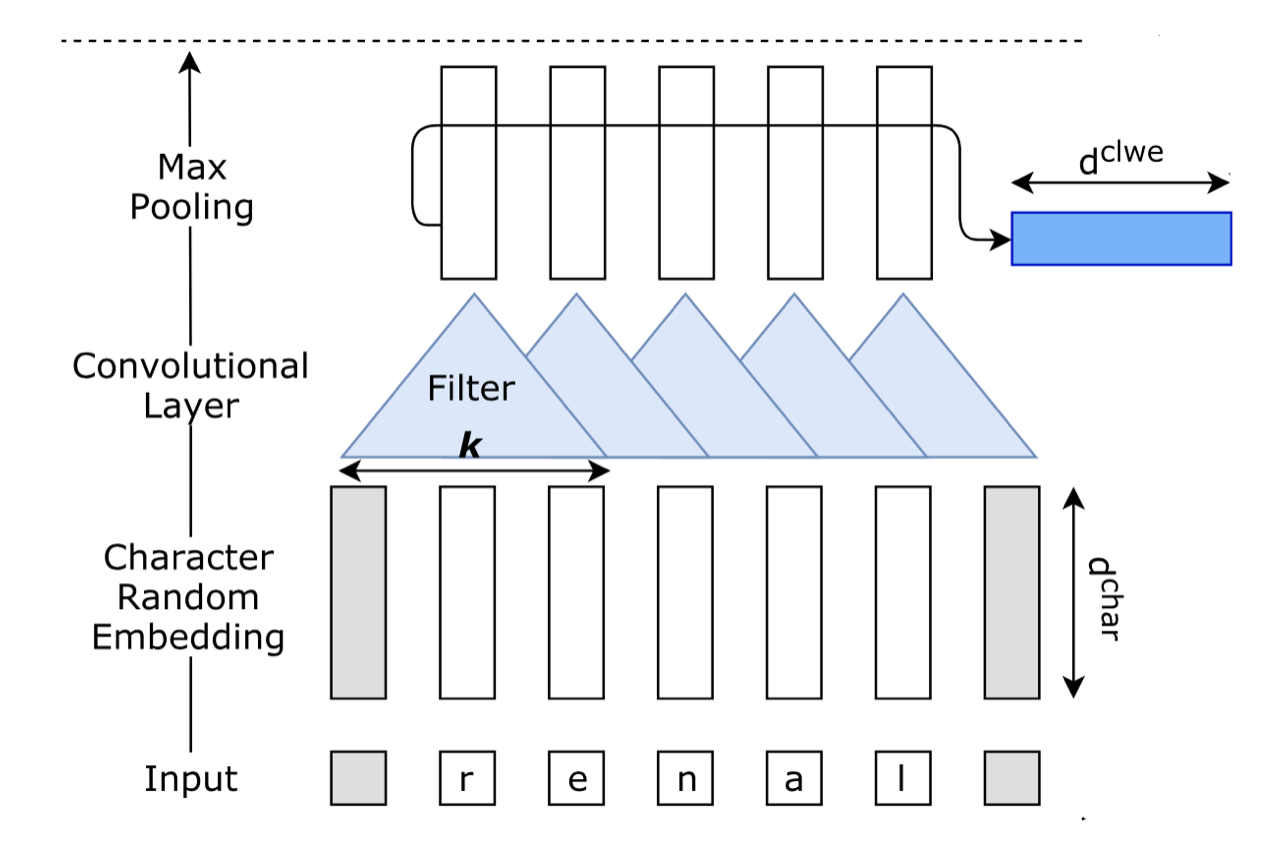 Max
Pooling
d^clwe
Convolutional
Layer
Filter
k
Character
Random
Embedding
d^char
Input
r e n a l